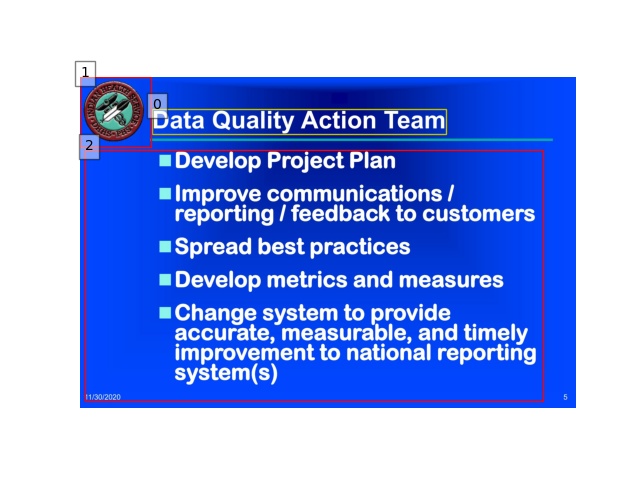 1
0
Data Quality Action Team
2
Develop Project Plan
Improve communications /
reporting / feedback to customers
Spread best practices
Develop metrics and measures
Change system to provide
accurate, measurable, and timely
improvement to national reporting
system(s)
11/30/2020
5